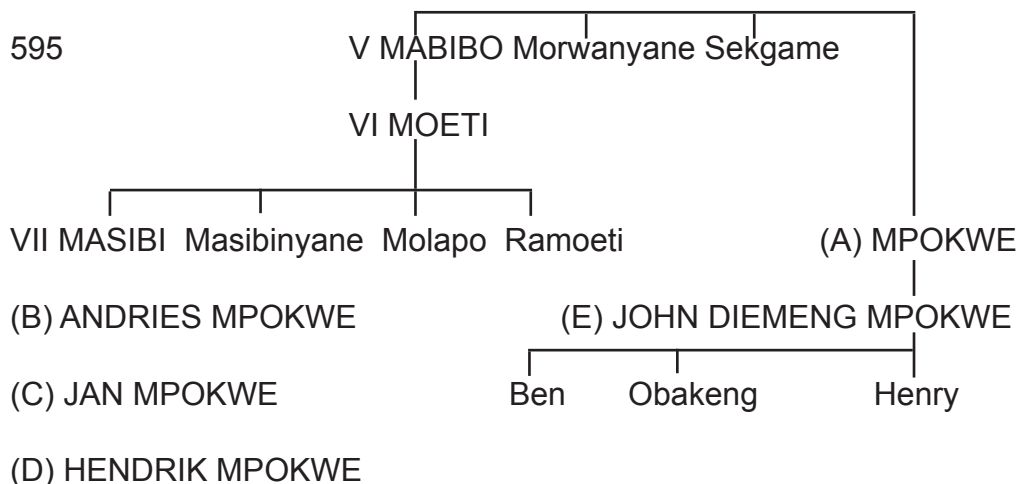 595 V MABIBO Morwanyane Sekgame
VI MOETI
VII MASIBI Masibinyane Molapo Ramoeti (A) MPOKWE
(B) ANDRIES MPOKWE (E) JOHN DIEMENG MPOKWE
(C) JAN MPOKWE Ben Obakeng Henry
(D) HENDRIK MPOKWE